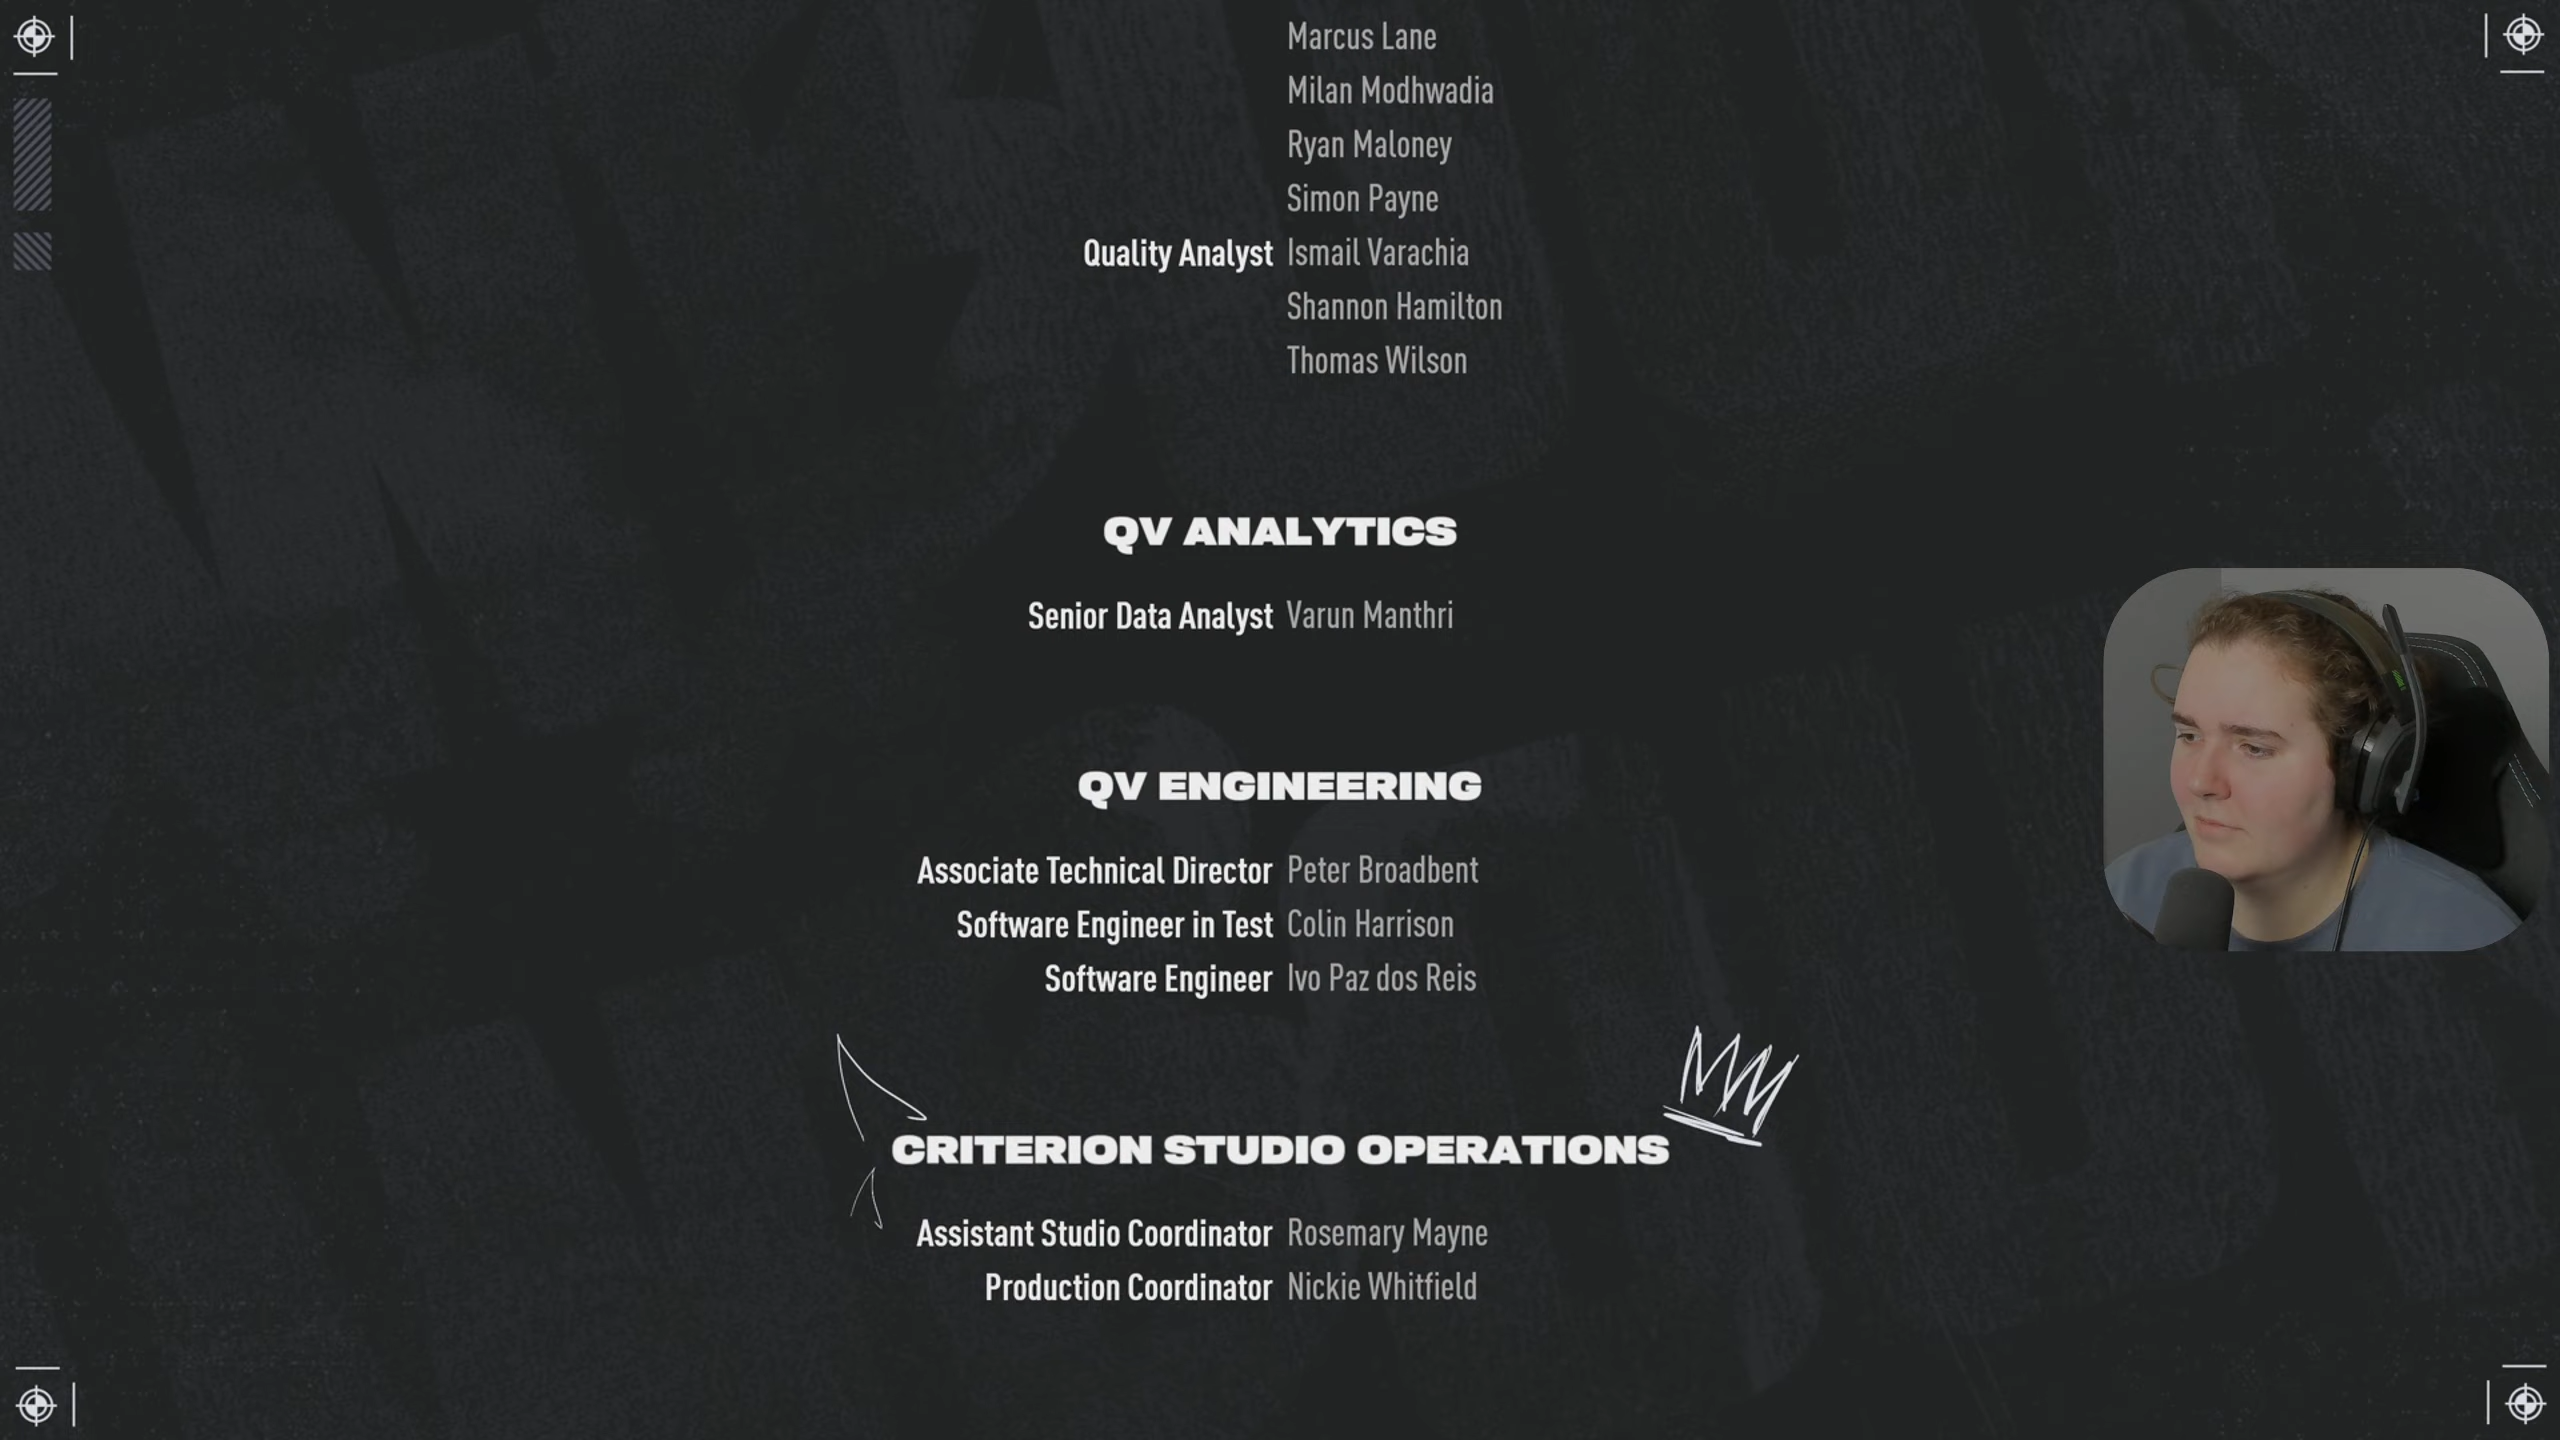 Marcus Lane
Milan Modhwadia
Ryan Maloney
Simon Payne
Quality Analyst Ismail Varachia
Shannon Hamilton
Thomas Wilson
QV ANALYTICS
Senior Data Analyst Varun Manthri
QV ENGINEERING
Associate Technical Director Peter Broadbent
Software Engineer in Test Colin Harrison
Software Engineer Ivo Paz dos Reis
CRITERION STUDIO OPERATIONS
Assistant Studio Coordinator Rosemary Mayne
Production Coordinator Nickie Whitfield